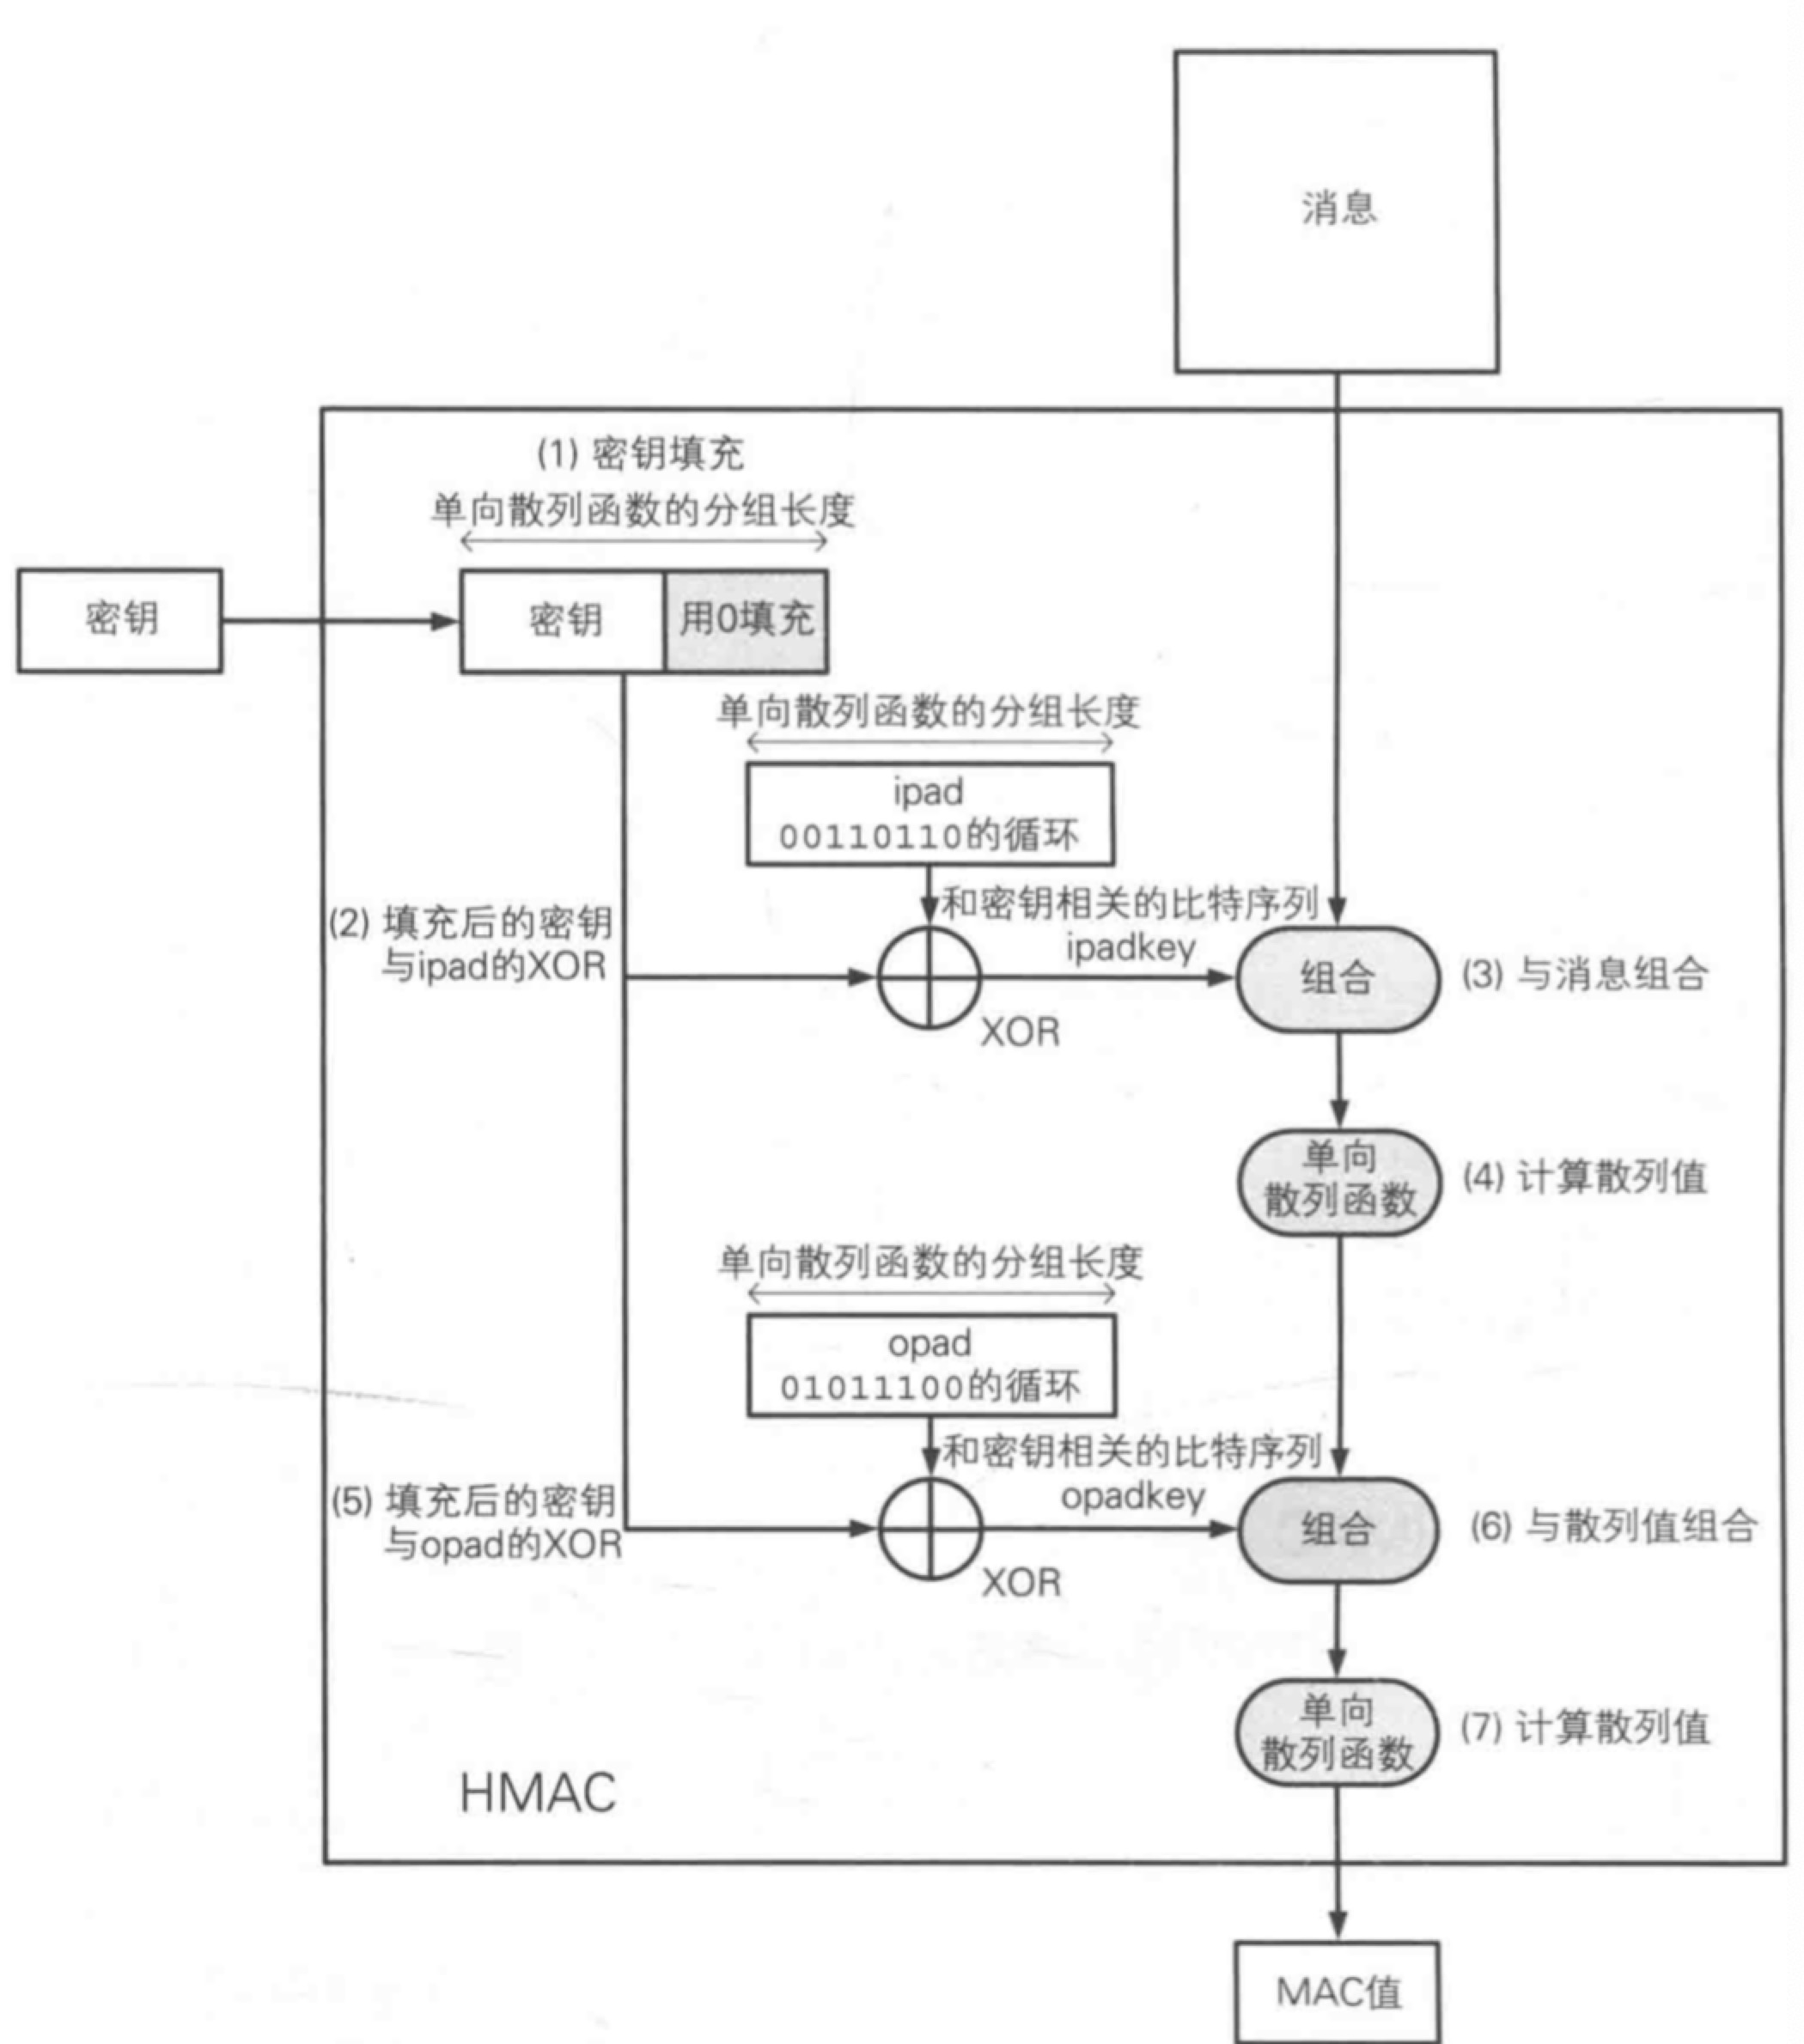 消息
(1) 密钥填充
单向散列函数的分组长度
密钥
密钥
用0填充
单向散列函数的分组长度
ipad
00110110的循环
(2) 填充后的密钥
与ipad的XOR
和密钥相关的比特序列
ipadkey
XOR
组合
(3) 与消息组合
单向
散列函数
(4) 计算散列值
单向散列函数的分组长度
opad
01011100的循环
(5) 填充后的密钥
与opad的XOR
和密钥相关的比特序列
opadkey
XOR
组合
(6) 与散列值组合
单向
散列函数
(7) 计算散列值
HMAC
MAC值